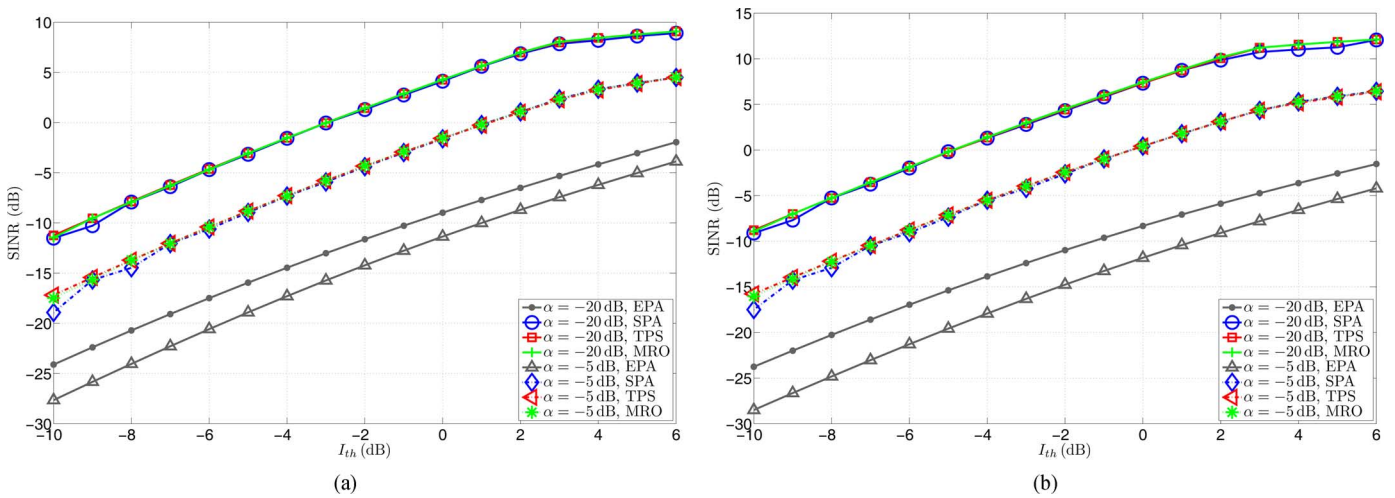 10
5
0
−5
−10
−15
−20
−25
−30
SINR (dB)
−10 −8 −6 −4 −2 0 2 4 6
I_th (dB)
α = −20 dB, EPA
α = −20 dB, SPA
α = −20 dB, TPS
α = −20 dB, MRO
α = −5 dB, EPA
α = −5 dB, SPA
α = −5 dB, TPS
α = −5 dB, MRO
(a)
15
10
5
0
−5
−10
−15
−20
−25
−30
SINR (dB)
−10 −8 −6 −4 −2 0 2 4 6
I_th (dB)
α = −20 dB, EPA
α = −20 dB, SPA
α = −20 dB, TPS
α = −20 dB, MRO
α = −5 dB, EPA
α = −5 dB, SPA
α = −5 dB, TPS
α = −5 dB, MRO
(b)